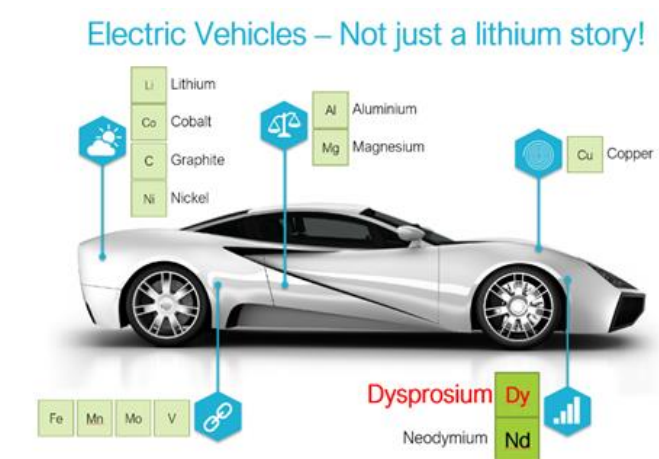 Electric Vehicles – Not just a lithium story!
Li Lithium
Co Cobalt
C Graphite
Ni Nickel
Al Aluminium
Mg Magnesium
Cu Copper
Fe Mn Mo V
Dysprosium Dy
Neodymium Nd